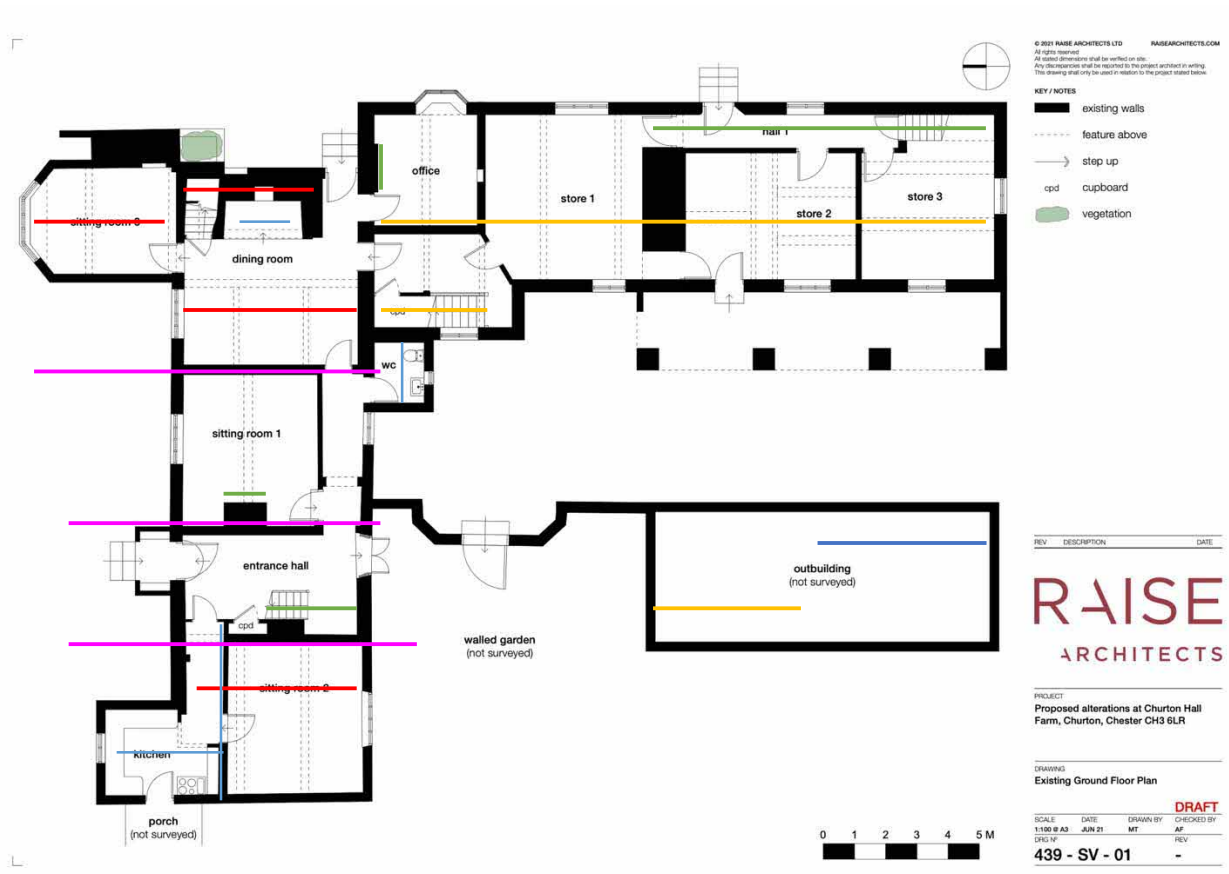 © 2021 RAISE ARCHITECTS LTD RAISEARCHITECTS.COM
All rights reserved
All stated dimensions shall be verified on site.
Any discrepancies shall be reported to the project architect in writing.
This drawing shall only be used in relation to the project stated below.
KEY / NOTES
existing walls
feature above
step up
cpd cupboard
vegetation
hall 1
office
store 1
store 2
store 3
sitting room 3
dining room
cpd
wc
sitting room 1
entrance hall
cpd
outbuilding
(not surveyed)
walled garden
(not surveyed)
sitting room 2
kitchen
porch
(not surveyed)
0 1 2 3 4 5 M
REV DESCRIPTION DATE
RAISE
ARCHITECTS
PROJECT
Proposed alterations at Churton Hall
Farm, Churton, Chester CH3 6LR
DRAWING
Existing Ground Floor Plan
DRAFT
SCALE DATE DRAWN BY CHECKED BY
1:100 @ A3 JUN 21 MT AF
DRG Nº REV
439 - SV - 01 -